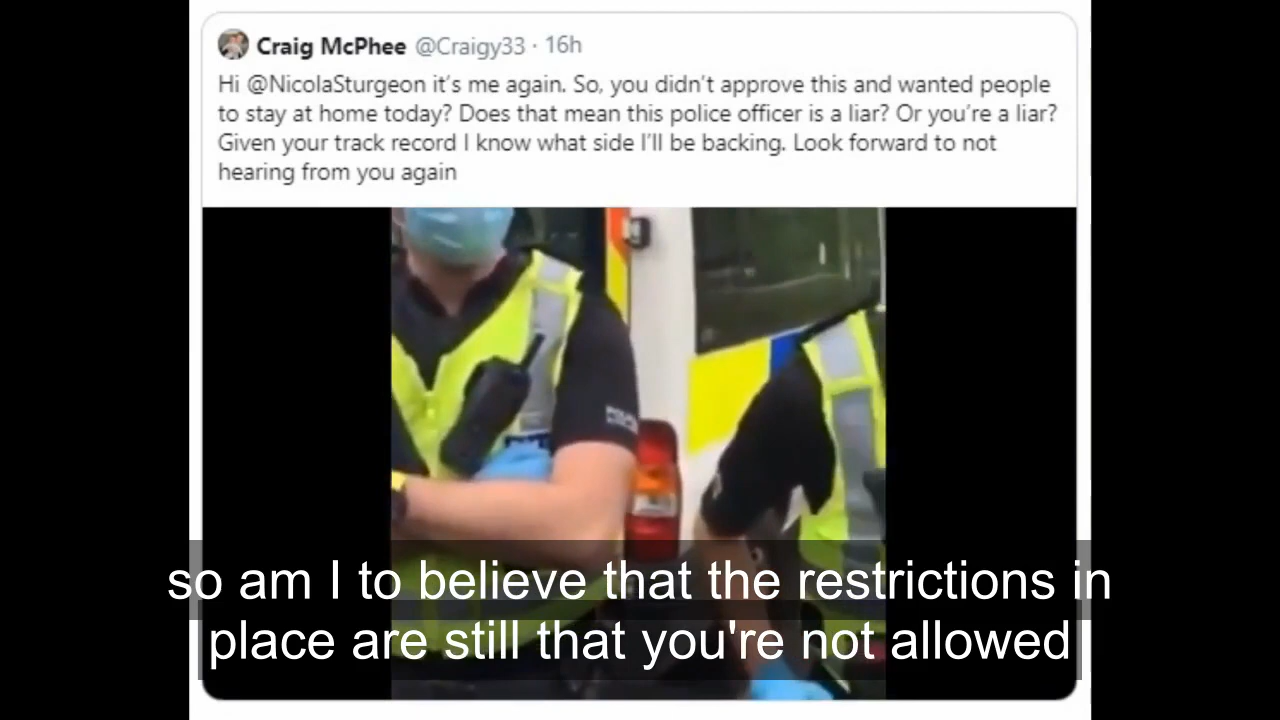 Craig McPhee @Craigy33 · 16h
Hi @NicolaSturgeon it’s me again. So, you didn’t approve this and wanted people
to stay at home today? Does that mean this police officer is a liar? Or you’re a liar?
Given your track record I know what side I’ll be backing. Look forward to not
hearing from you again
so am I to believe that the restrictions in
place are still that you're not allowed